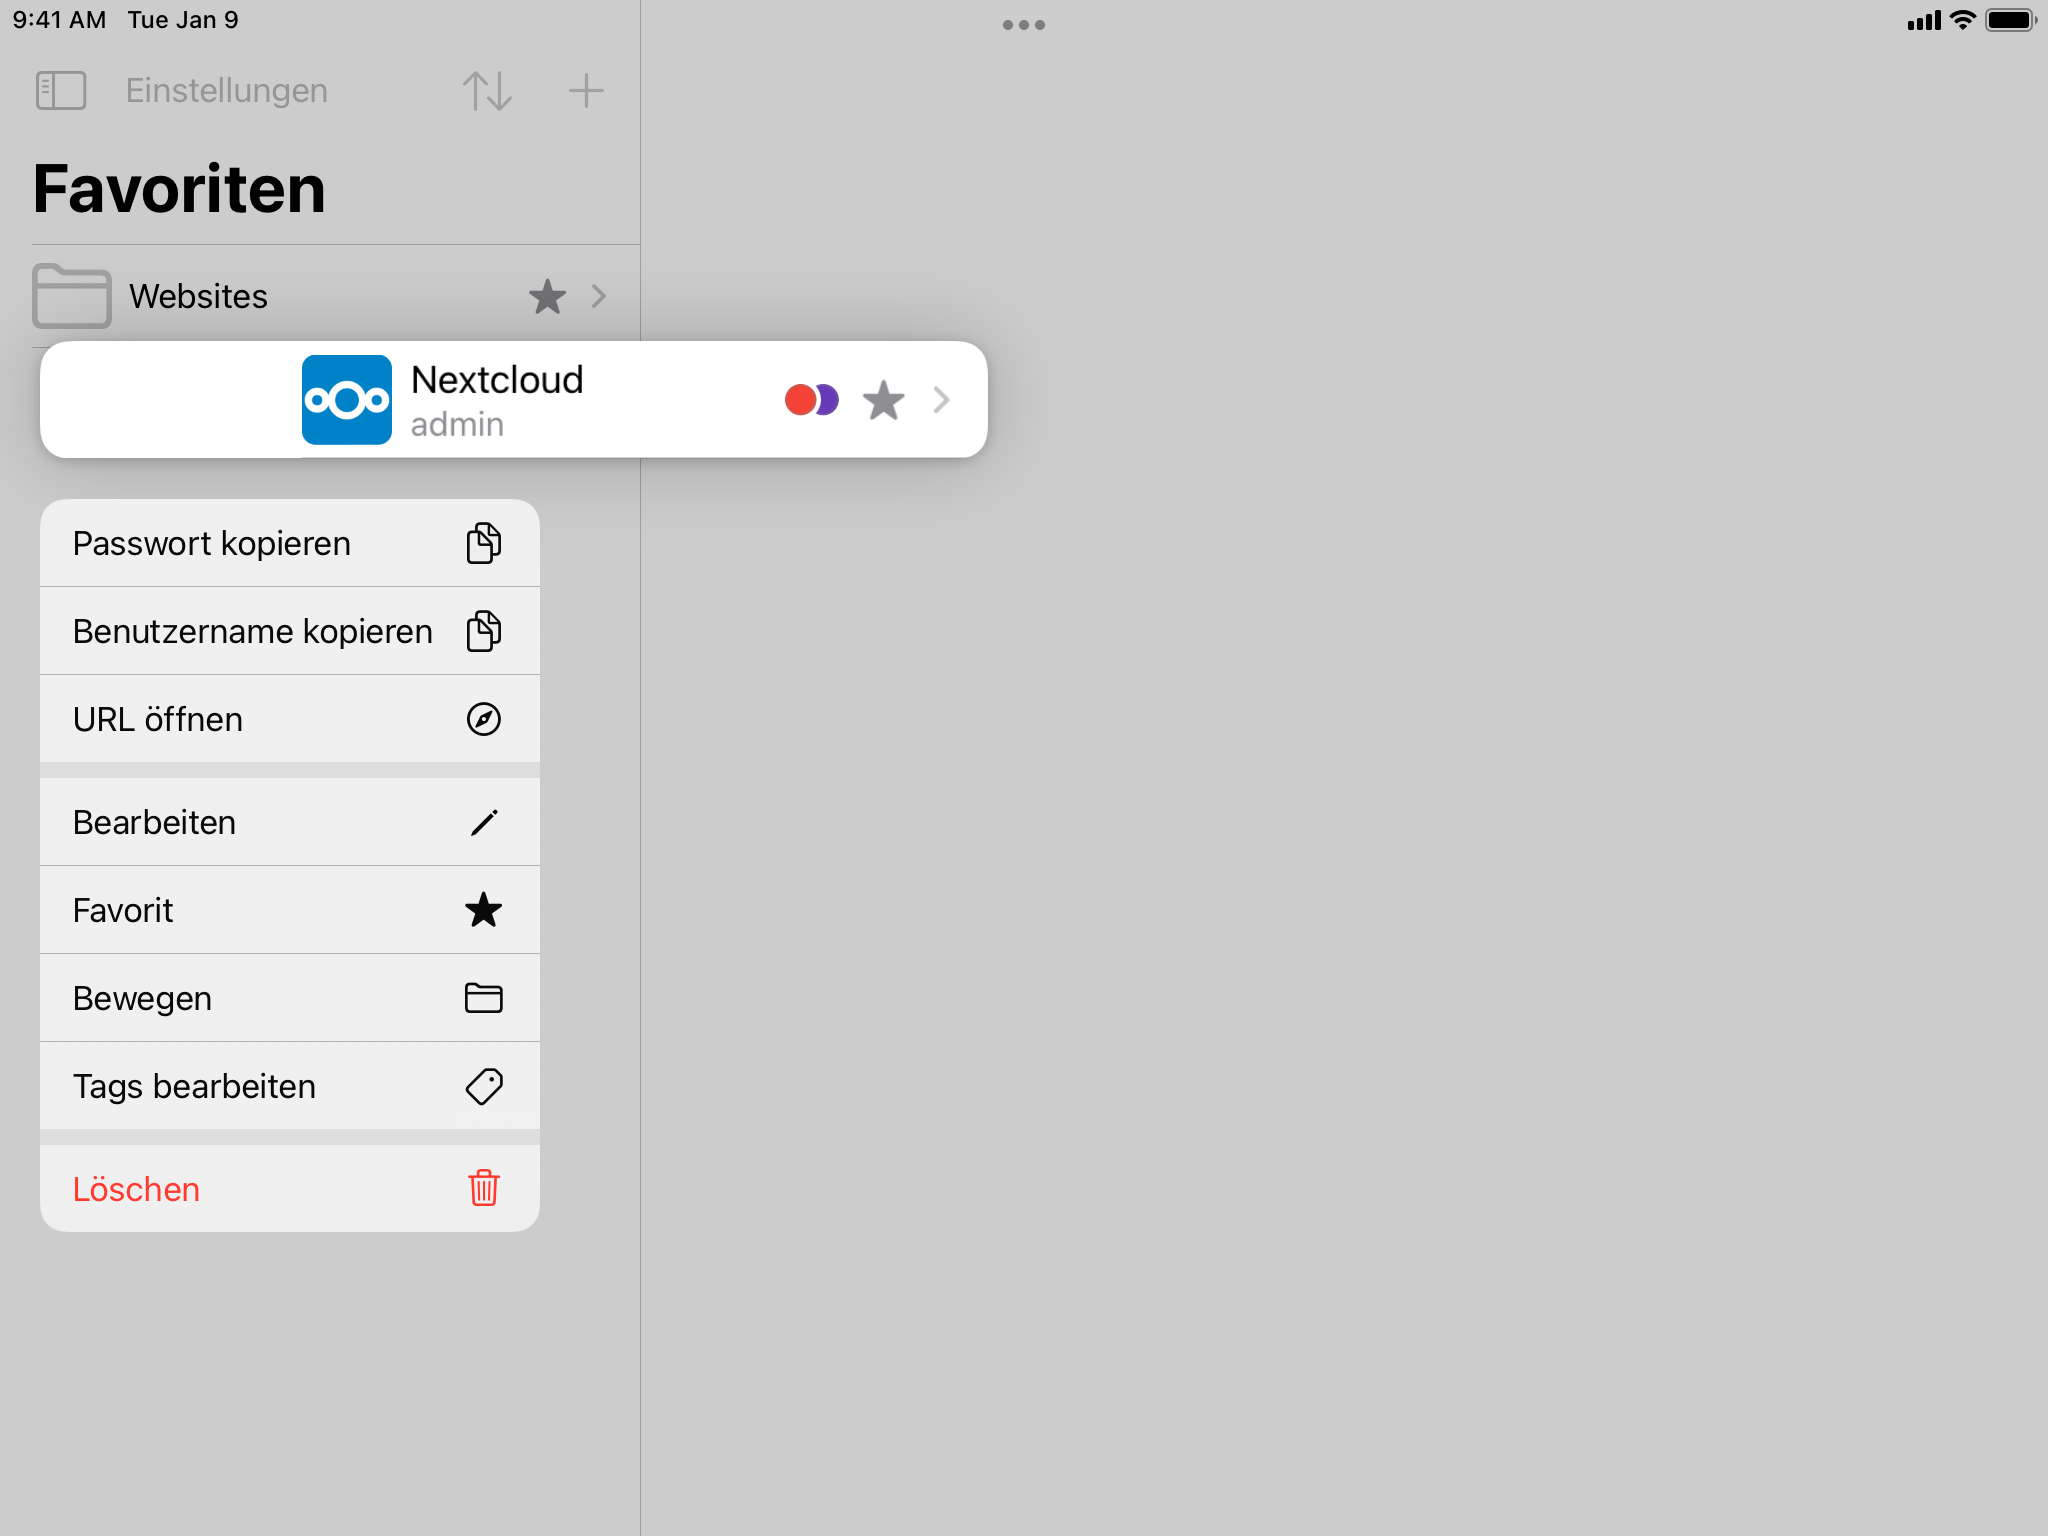 9:41 AM Tue Jan 9
Einstellungen
Favoriten
Websites
Nextcloud
admin
Passwort kopieren
Benutzername kopieren
URL öffnen
Bearbeiten
Favorit
Bewegen
Tags bearbeiten
Löschen